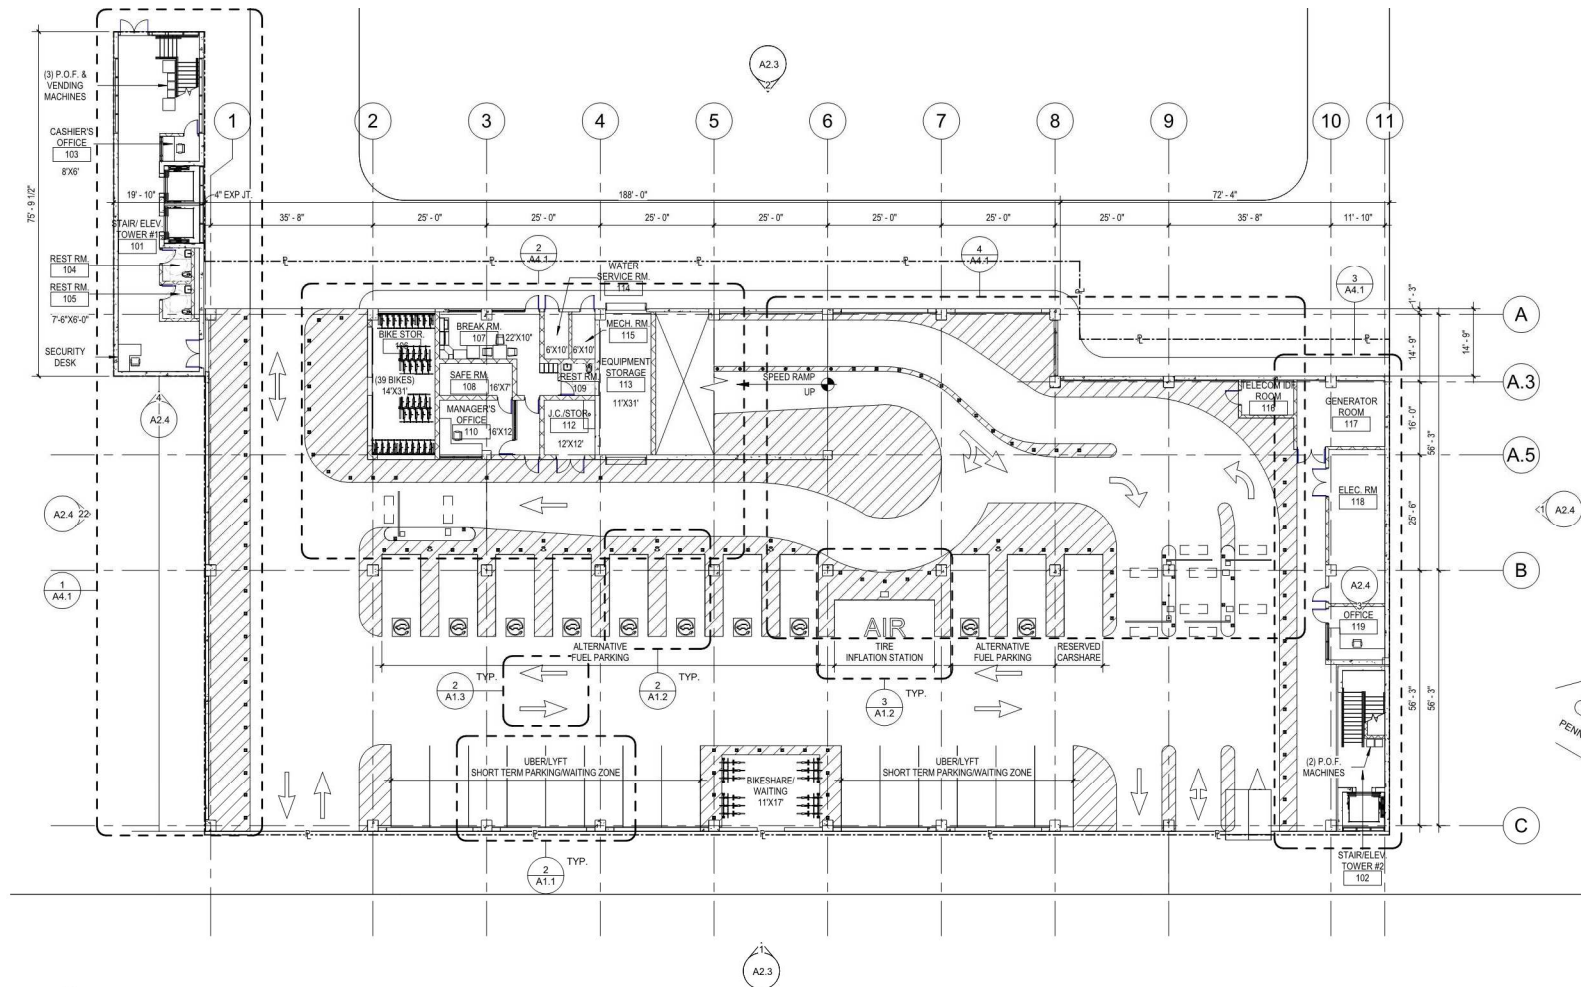 A2.3
2
1
2
3
4
5
6
7
8
9
10
11
(3) P.O.F. &
VENDING
MACHINES
CASHIER'S
OFFICE
103
8'X6'
75' - 9 1/2"
19' - 10"
4" EXP JT.
188' - 0"
72' - 4"
35' - 8"
25' - 0"
25' - 0"
25' - 0"
25' - 0"
25' - 0"
25' - 0"
25' - 0"
35' - 8"
11' - 10"
STAIR/ ELEV.
TOWER #1
101
REST RM.
104
REST RM.
105
7'-6"X6'-0"
SECURITY
DESK
2
A4.1
WATER
SERVICE RM.
114
4
A4.1
3
A4.1
1' - 3"
A
14' - 9"
14' - 9"
A.3
BIKE STOR.
106
(39 BIKES)
14'X31'
BREAK RM.
107
22'X10'
6'X10'
6'X10'
MECH. RM
115
SAFE RM.
108
16'X7'
REST RM.
109
EQUIPMENT
STORAGE
113
11'X31'
MANAGER'S
OFFICE
110
16'X12'
J.C./STOR.
112
12'X12'
SPEED RAMP
UP
TELECOM IDF
ROOM
116
GENERATOR
ROOM
117
16' - 0"
56' - 3"
A.5
4
A2.4
A2.4
22
ELEC. RM
118
25' - 6"
1
A2.4
1
A4.1
B
A2.4
3
OFFICE
119
AIR
ALTERNATIVE
FUEL PARKING
TIRE
INFLATION STATION
ALTERNATIVE
FUEL PARKING
RESERVED
CARSHARE
2
A1.3
TYP.
2
A1.2
TYP.
3
A1.2
TYP.
56' - 3"
56' - 3"
UBER/LYFT
SHORT TERM PARKING/WAITING ZONE
BIKESHARE/
WAITING
11'X17'
UBER/LYFT
SHORT TERM PARKING/WAITING ZONE
(2) P.O.F.
MACHINES
C
2
A1.1
TYP.
STAIR/ELEV.
TOWER #2
102
1
A2.3